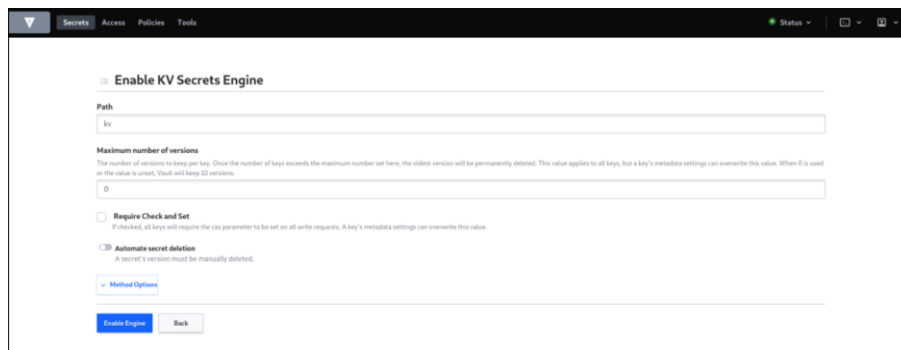 Secrets Access Policies Tools Status
Enable KV Secrets Engine
Path
kv
Maximum number of versions
The number of versions to keep per key. Once the number of keys exceeds the maximum number set here, the oldest version will be permanently deleted. This value applies to all keys, but a key's metadata settings can overwrite this value. When 0 is used
or the value is unset, Vault will keep 10 versions.
0
Require Check and Set
If checked, all keys will require the cas parameter to be set on all write requests. A key's metadata settings can overwrite this value.
Automate secret deletion
A secret's version must be manually deleted.
Method Options
Enable Engine Back